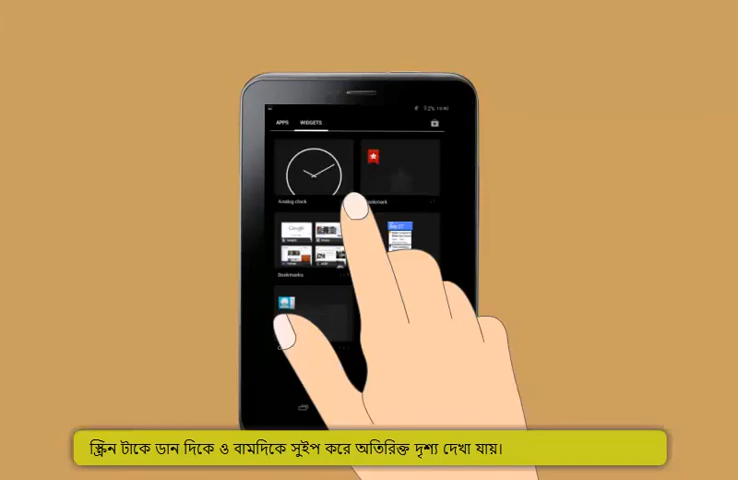 APPS WIDGETS
Analog clock
Bookmarks
স্ক্রিন টাকে ডান দিকে ও বামদিকে সুইপ করে অতিরিক্ত দৃশ্য দেখা যায়।